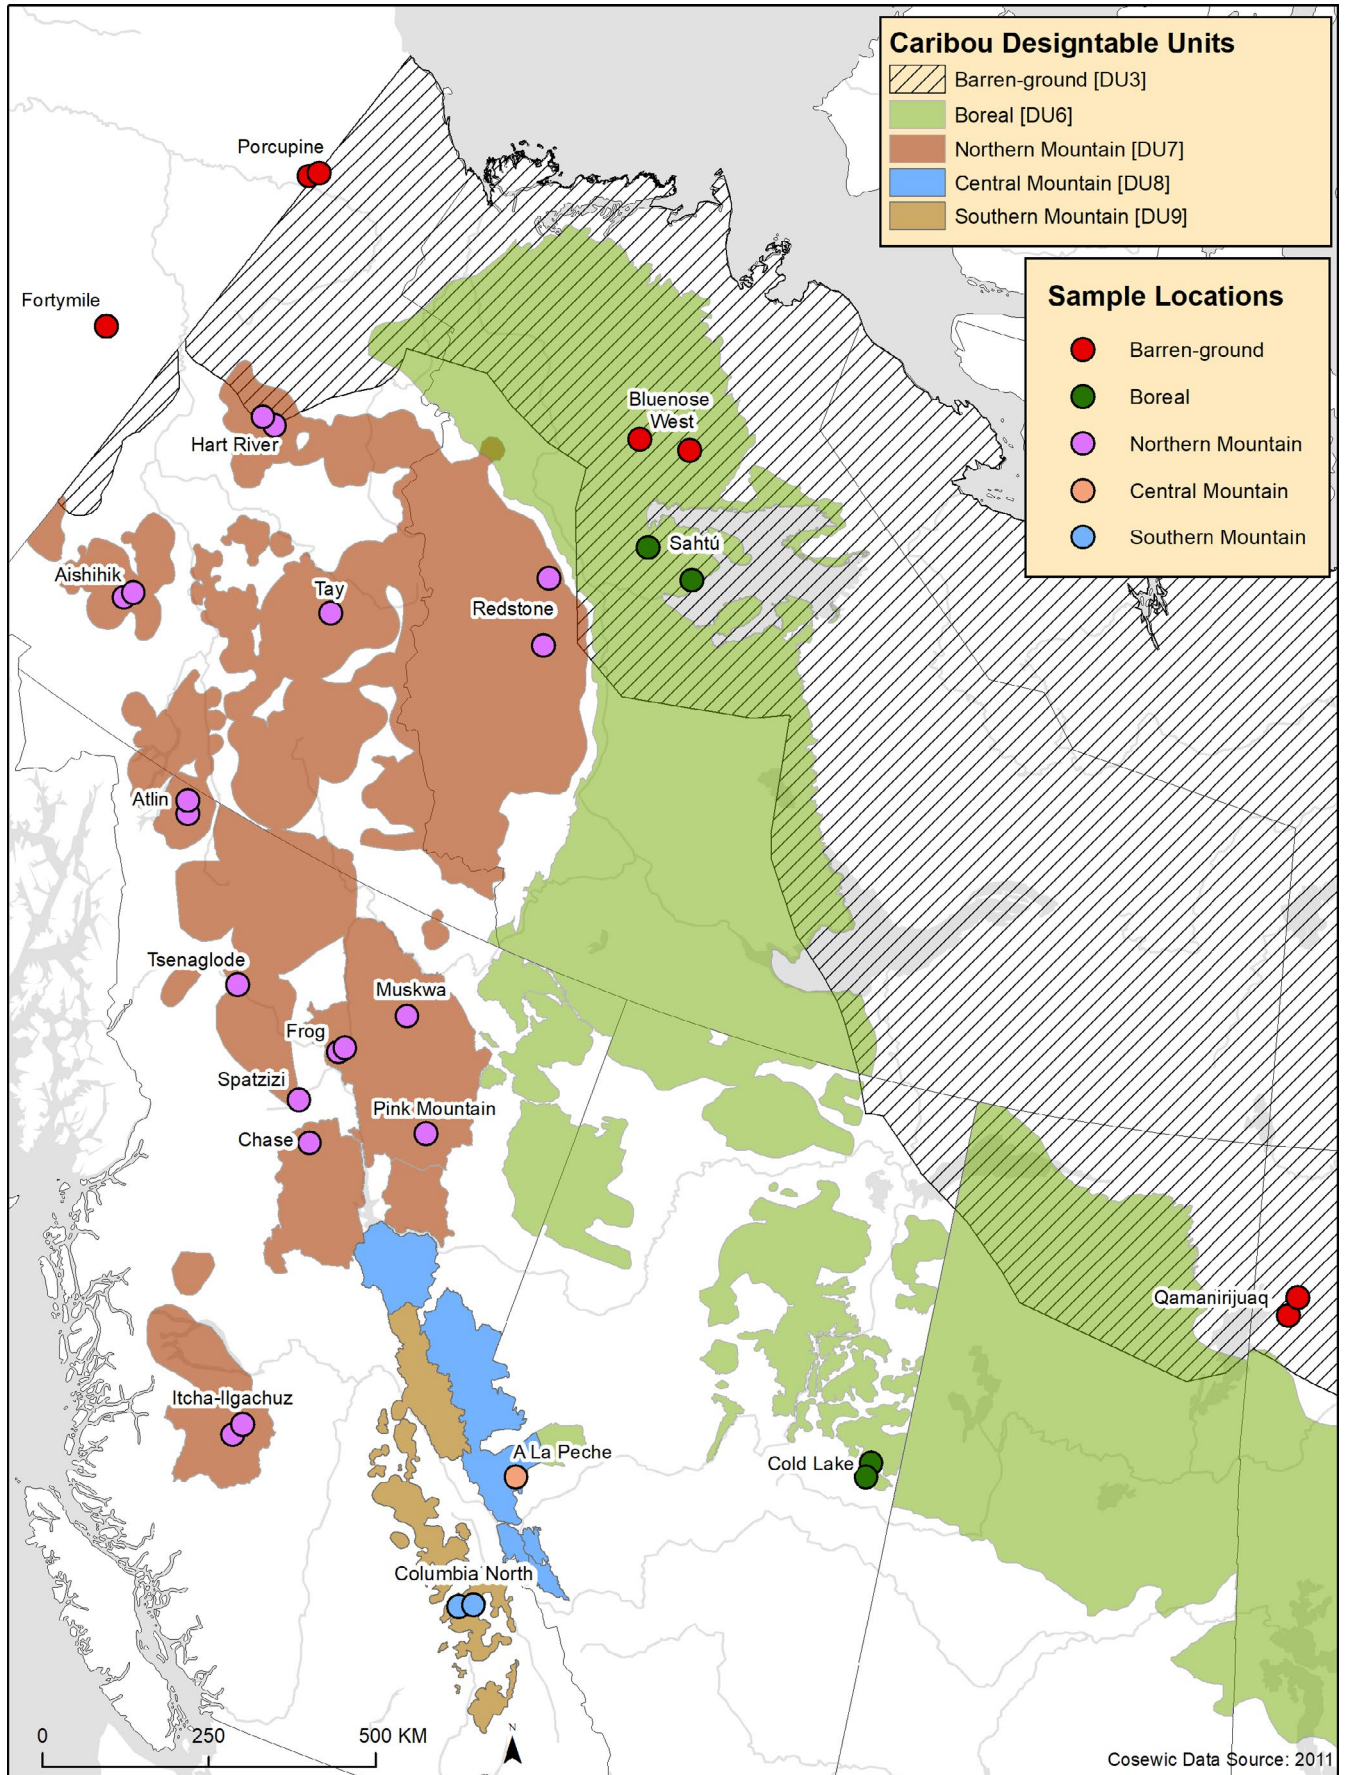 Caribou Designtable Units
Barren-ground [DU3]
Boreal [DU6]
Northern Mountain [DU7]
Central Mountain [DU8]
Southern Mountain [DU9]
Sample Locations
Barren-ground
Boreal
Northern Mountain
Central Mountain
Southern Mountain
Porcupine
Fortymile
Bluenose
West
Hart River
Sahtú
Aishihik
Tay
Redstone
Atlin
Tsenaglode
Muskwa
Frog
Spatzizi
Pink Mountain
Chase
Qamanirijuaq
Itcha-Ilgachuz
A La Peche
Cold Lake
Columbia North
0 250 500 KM
N
Cosewic Data Source: 2011